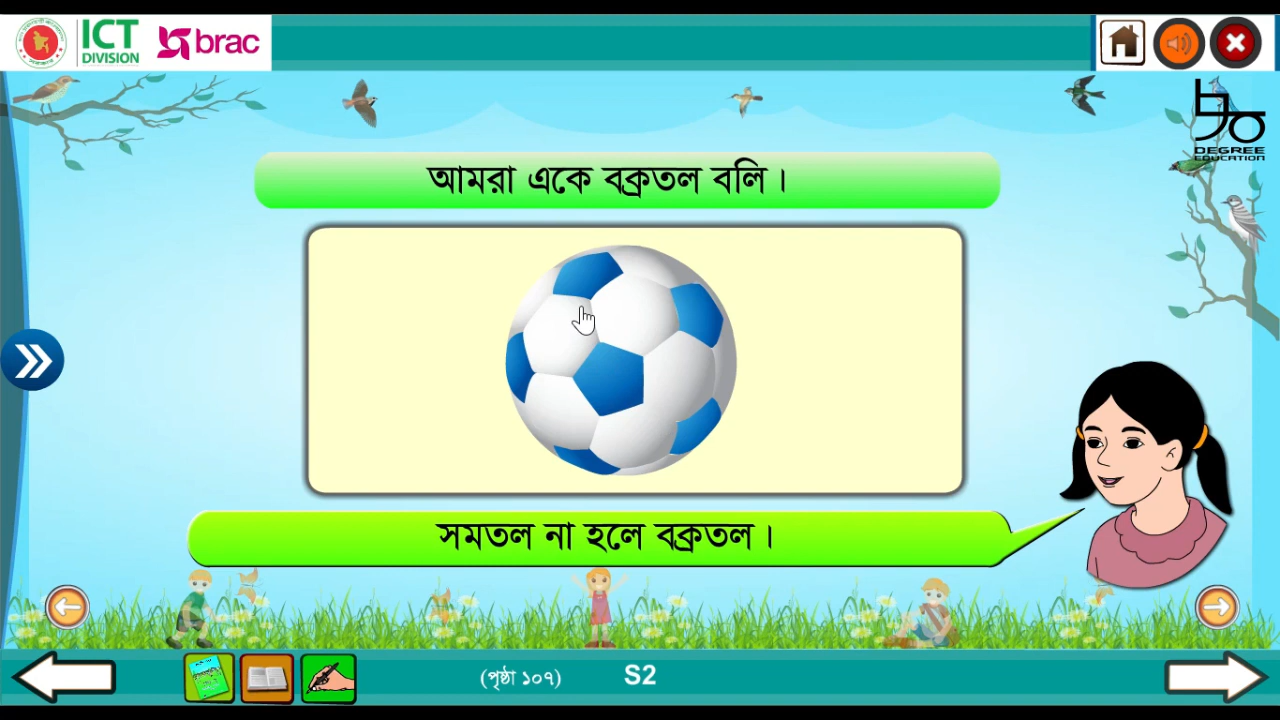 ICT
DIVISION
brac
DEGREE
EDUCATION
আমরা একে বক্রতল বলি।
সমতল না হলে বক্রতল।
(পৃষ্ঠা ১০৭)
S2